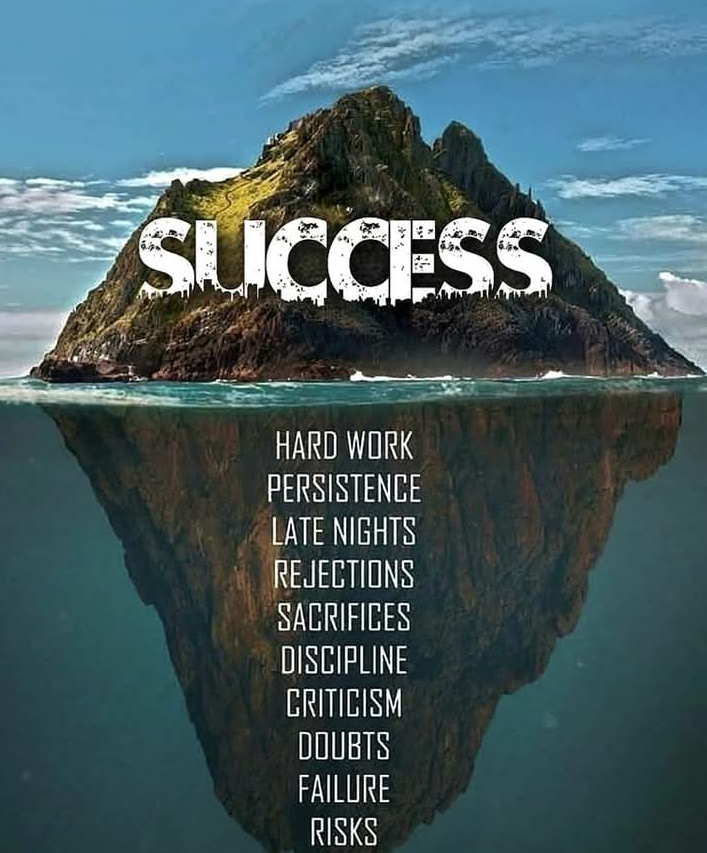 SUCCESS
HARD WORK
PERSISTENCE
LATE NIGHTS
REJECTIONS
SACRIFICES
DISCIPLINE
CRITICISM
DOUBTS
FAILURE
RISKS